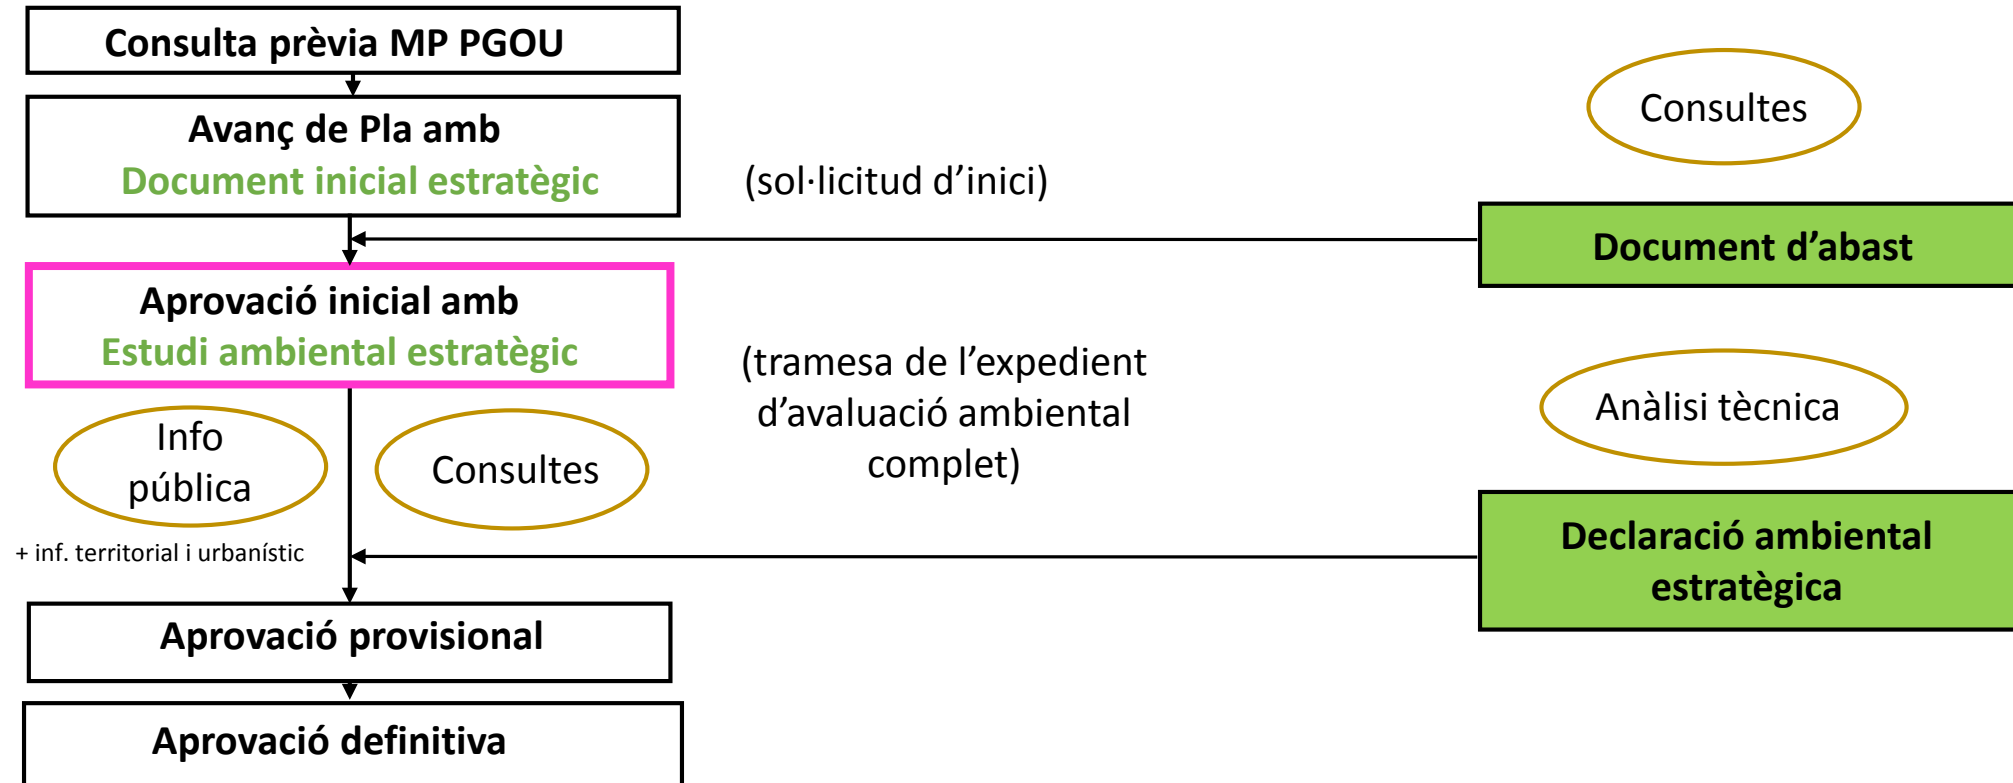 Consulta prèvia MP PGOU
Avanç de Pla amb
Document inicial estratègic
(sol·licitud d’inici)
Consultes
Document d’abast
Aprovació inicial amb
Estudi ambiental estratègic
(tramesa de l’expedient
d’avaluació ambiental
complet)
Anàlisi tècnica
Info
pública
Consultes
+ inf. territorial i urbanístic
Declaració ambiental
estratègica
Aprovació provisional
Aprovació definitiva